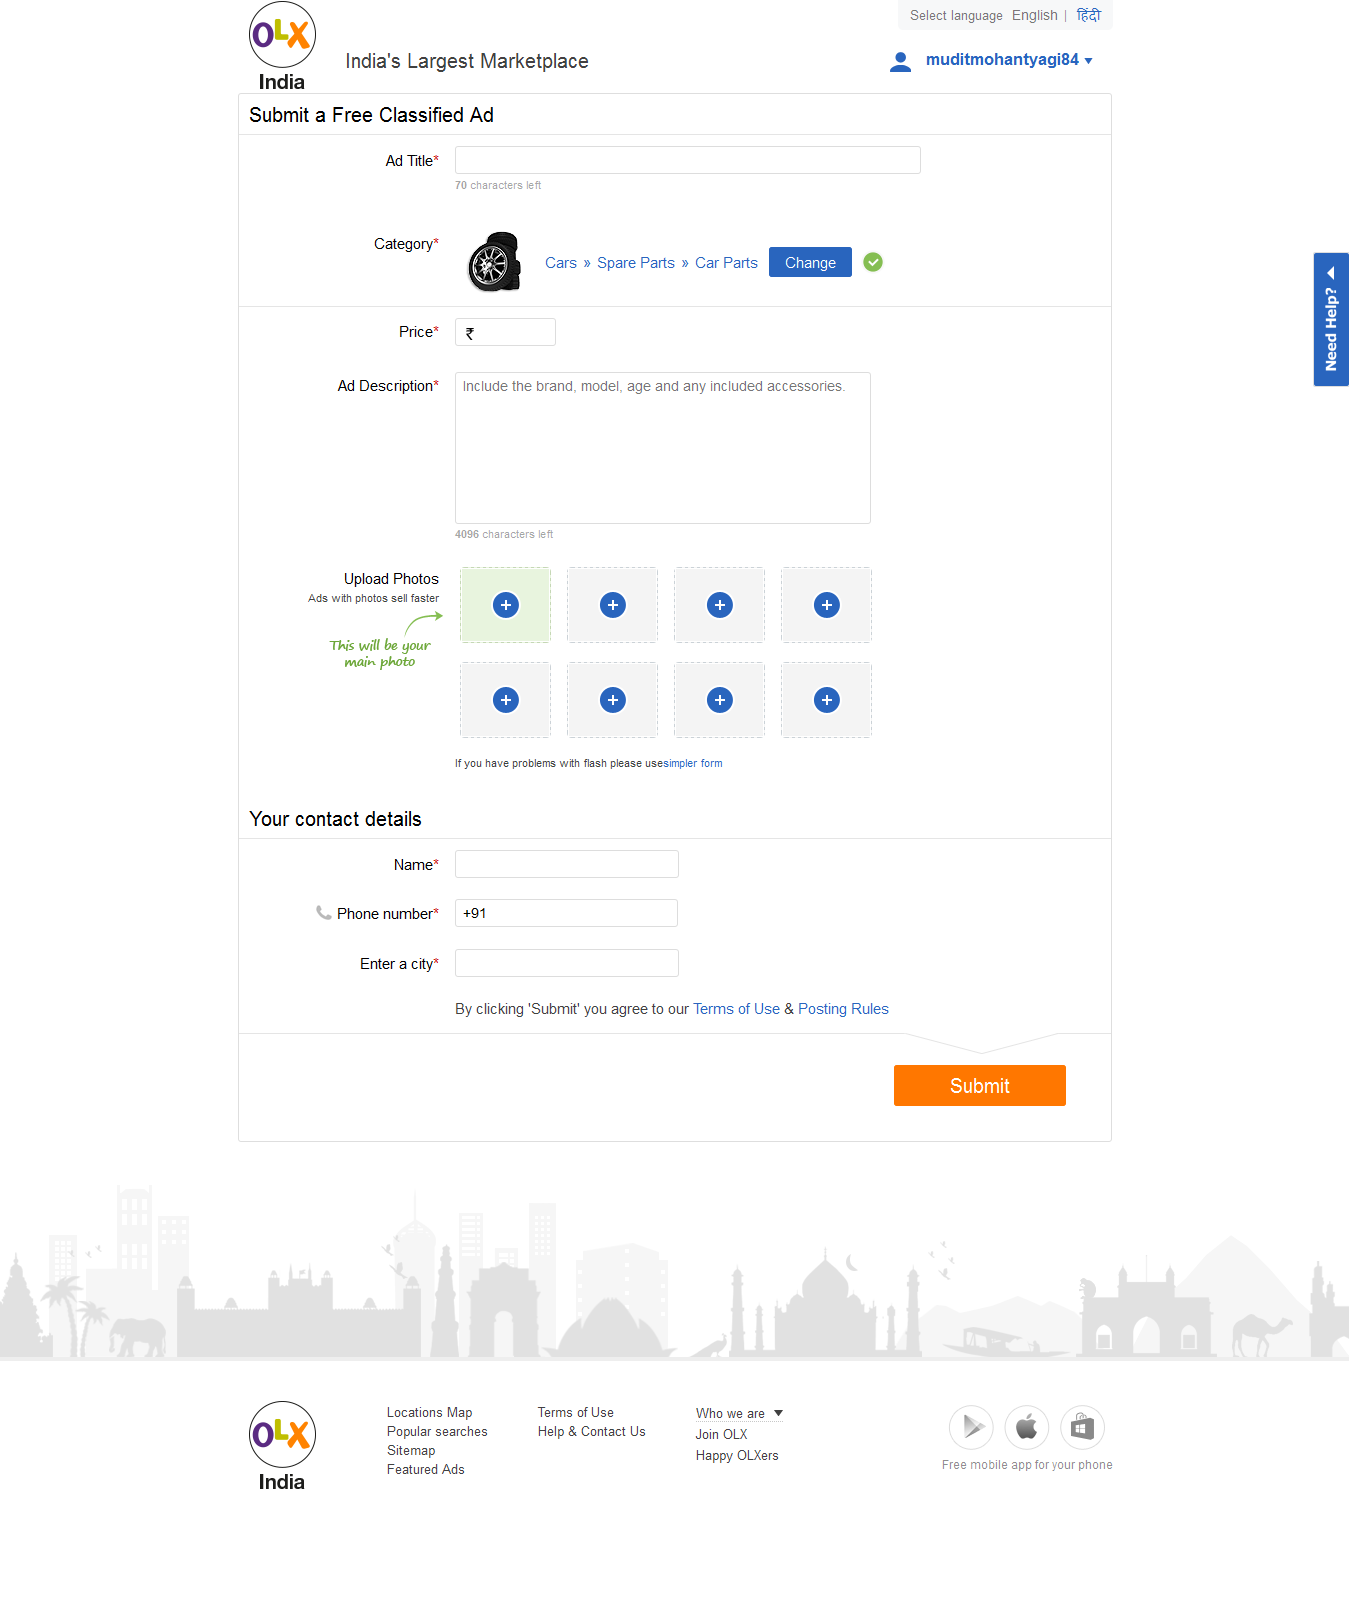 Select language English | हिंदी
OLX
India
India's Largest Marketplace
muditmohantyagi84
Submit a Free Classified Ad
Ad Title*
70 characters left
Category*
Cars » Spare Parts » Car Parts
Change
Need Help?
Price*
₹
Ad Description*
Include the brand, model, age and any included accessories.
4096 characters left
Upload Photos
Ads with photos sell faster
This will be your
main photo
If you have problems with flash please usesimpler form
Your contact details
Name*
Phone number*
+91
Enter a city*
By clicking 'Submit' you agree to our Terms of Use & Posting Rules
Submit
OLX
India
Locations Map
Popular searches
Sitemap
Featured Ads
Terms of Use
Help & Contact Us
Who we are
Join OLX
Happy OLXers
Free mobile app for your phone